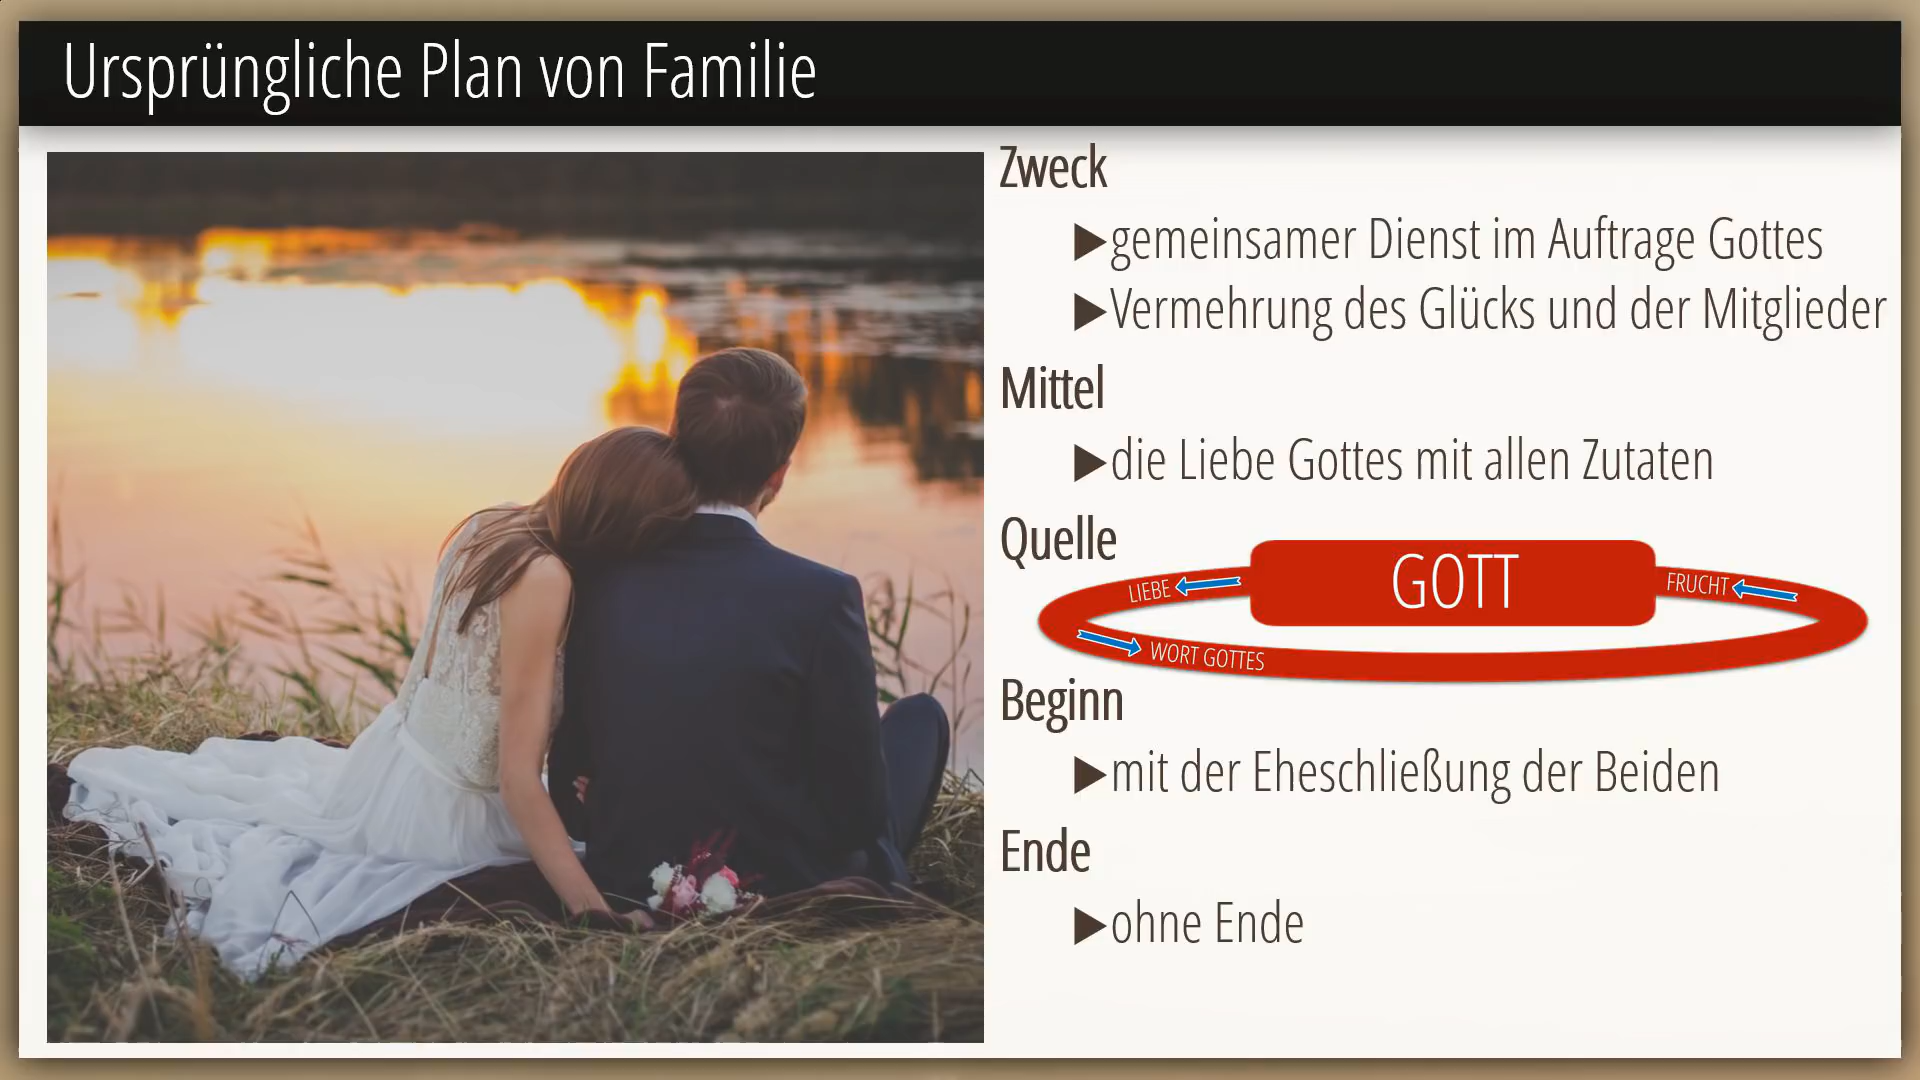 Ursprüngliche Plan von Familie
Zweck
▶gemeinsamer Dienst im Auftrage Gottes
▶Vermehrung des Glücks und der Mitglieder
Mittel
▶die Liebe Gottes mit allen Zutaten
Quelle
GOTT
LIEBE
FRUCHT
WORT GOTTES
Beginn
▶mit der Eheschließung der Beiden
Ende
▶ohne Ende